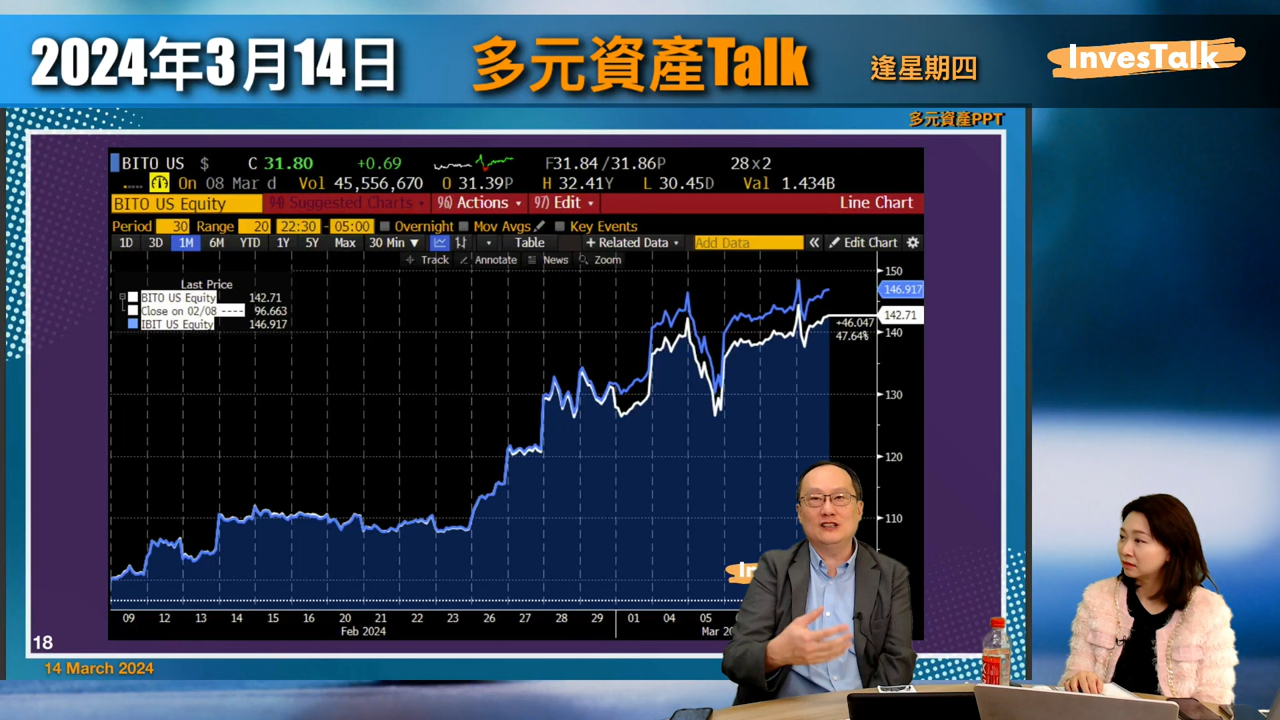 2024年3月14日
多元資產Talk
逢星期四
InvesTalk
多元資產PPT
BITO US $ C 31.80 +0.69 F31.84/31.86P 28x2
On 08 Mar d Vol 45,556,670 O 31.39P H 32.41Y L 30.45D Val 1.434B
BITO US Equity 94) Suggested Charts 96) Actions 97) Edit Line Chart
Period 30 Range 20 22:30 - 05:00 Overnight Mov Avgs Key Events
1D 3D 1M 6M YTD 1Y 5Y Max 30 Min ▼ Table + Related Data Add Data « Edit Chart
Track Annotate News Zoom
Last Price
BITO US Equity 142.71
Close on 02/08 ---- 96.663
IBIT US Equity 146.917
150
146.917
142.71
+46.047
47.64%
140
130
120
110
09 12 13 14 15 16 20 21 22 23 26 27 28 29 01 04 05
Feb 2024 Mar 20
18
14 March 2024